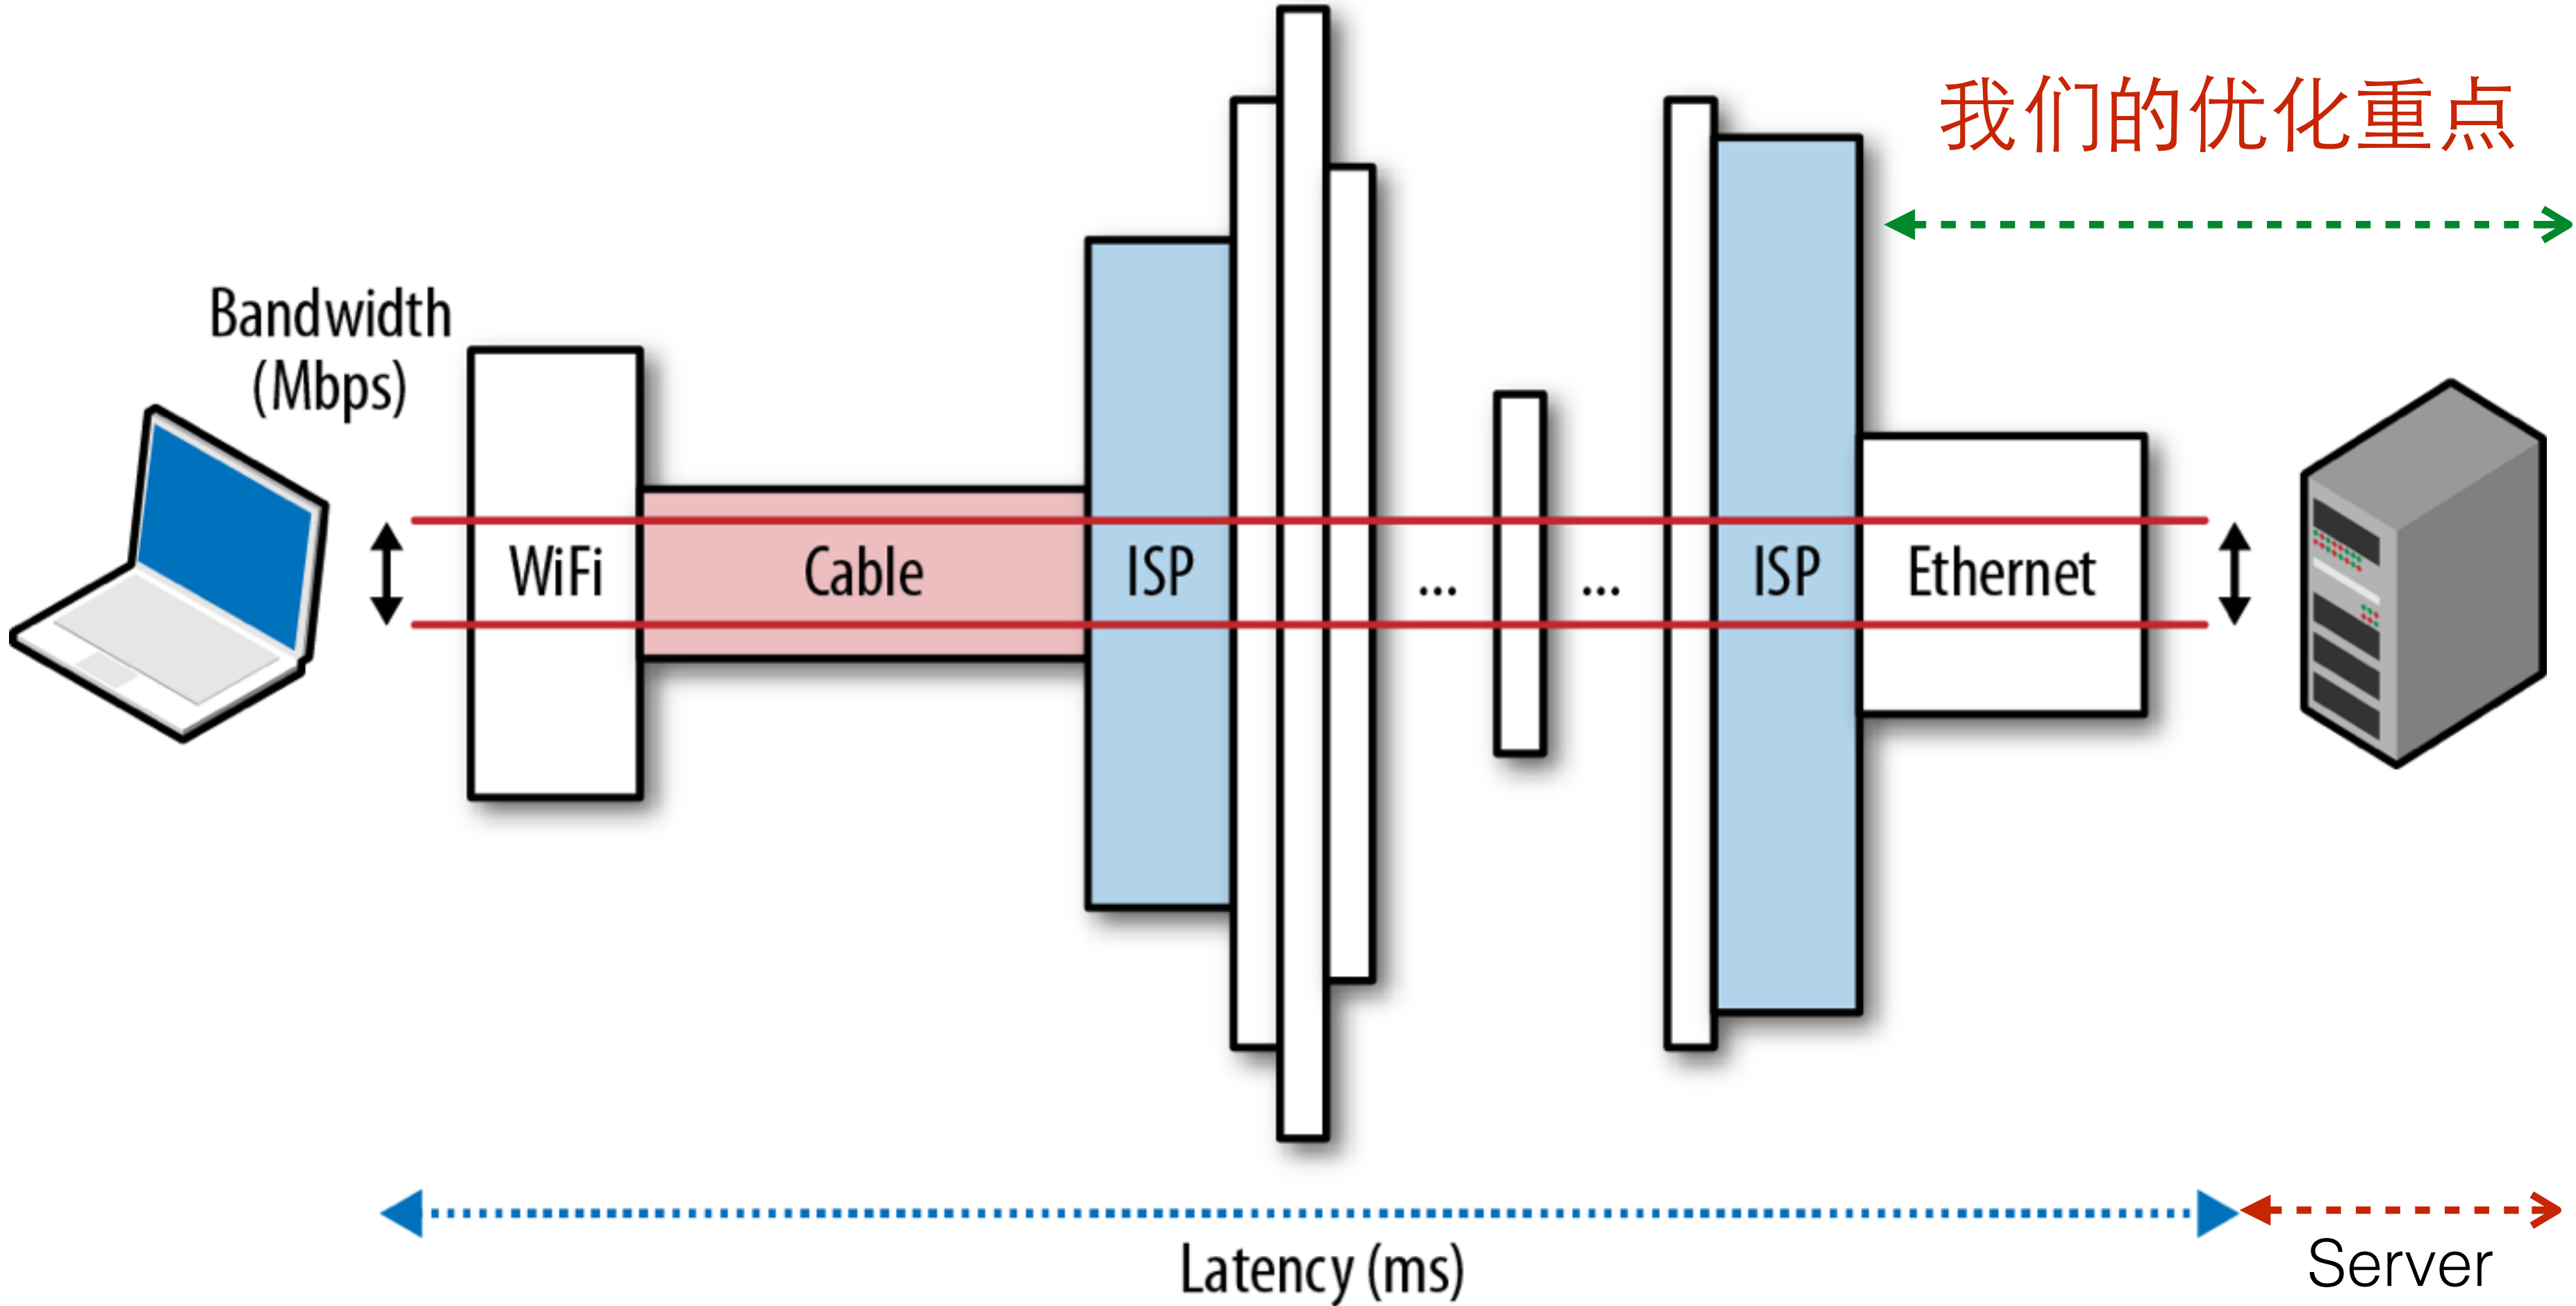 我们的优化重点
Bandwidth
(Mbps)
WiFi
Cable
ISP
...
...
ISP
Ethernet
Latency (ms)
Server